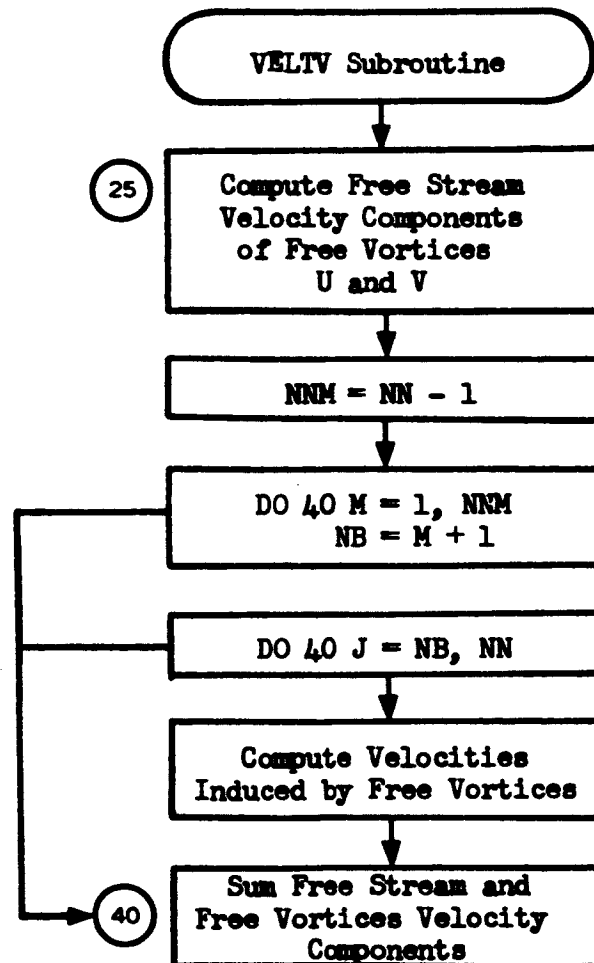 VELTV Subroutine
25
Compute Free Stream
Velocity Components
of Free Vortices
U and V
NNM = NN - 1
DO 40 M = 1, NNM
NB = M + 1
DO 40 J = NB, NN
Compute Velocities
Induced by Free Vortices
40
Sum Free Stream and
Free Vortices Velocity
Components